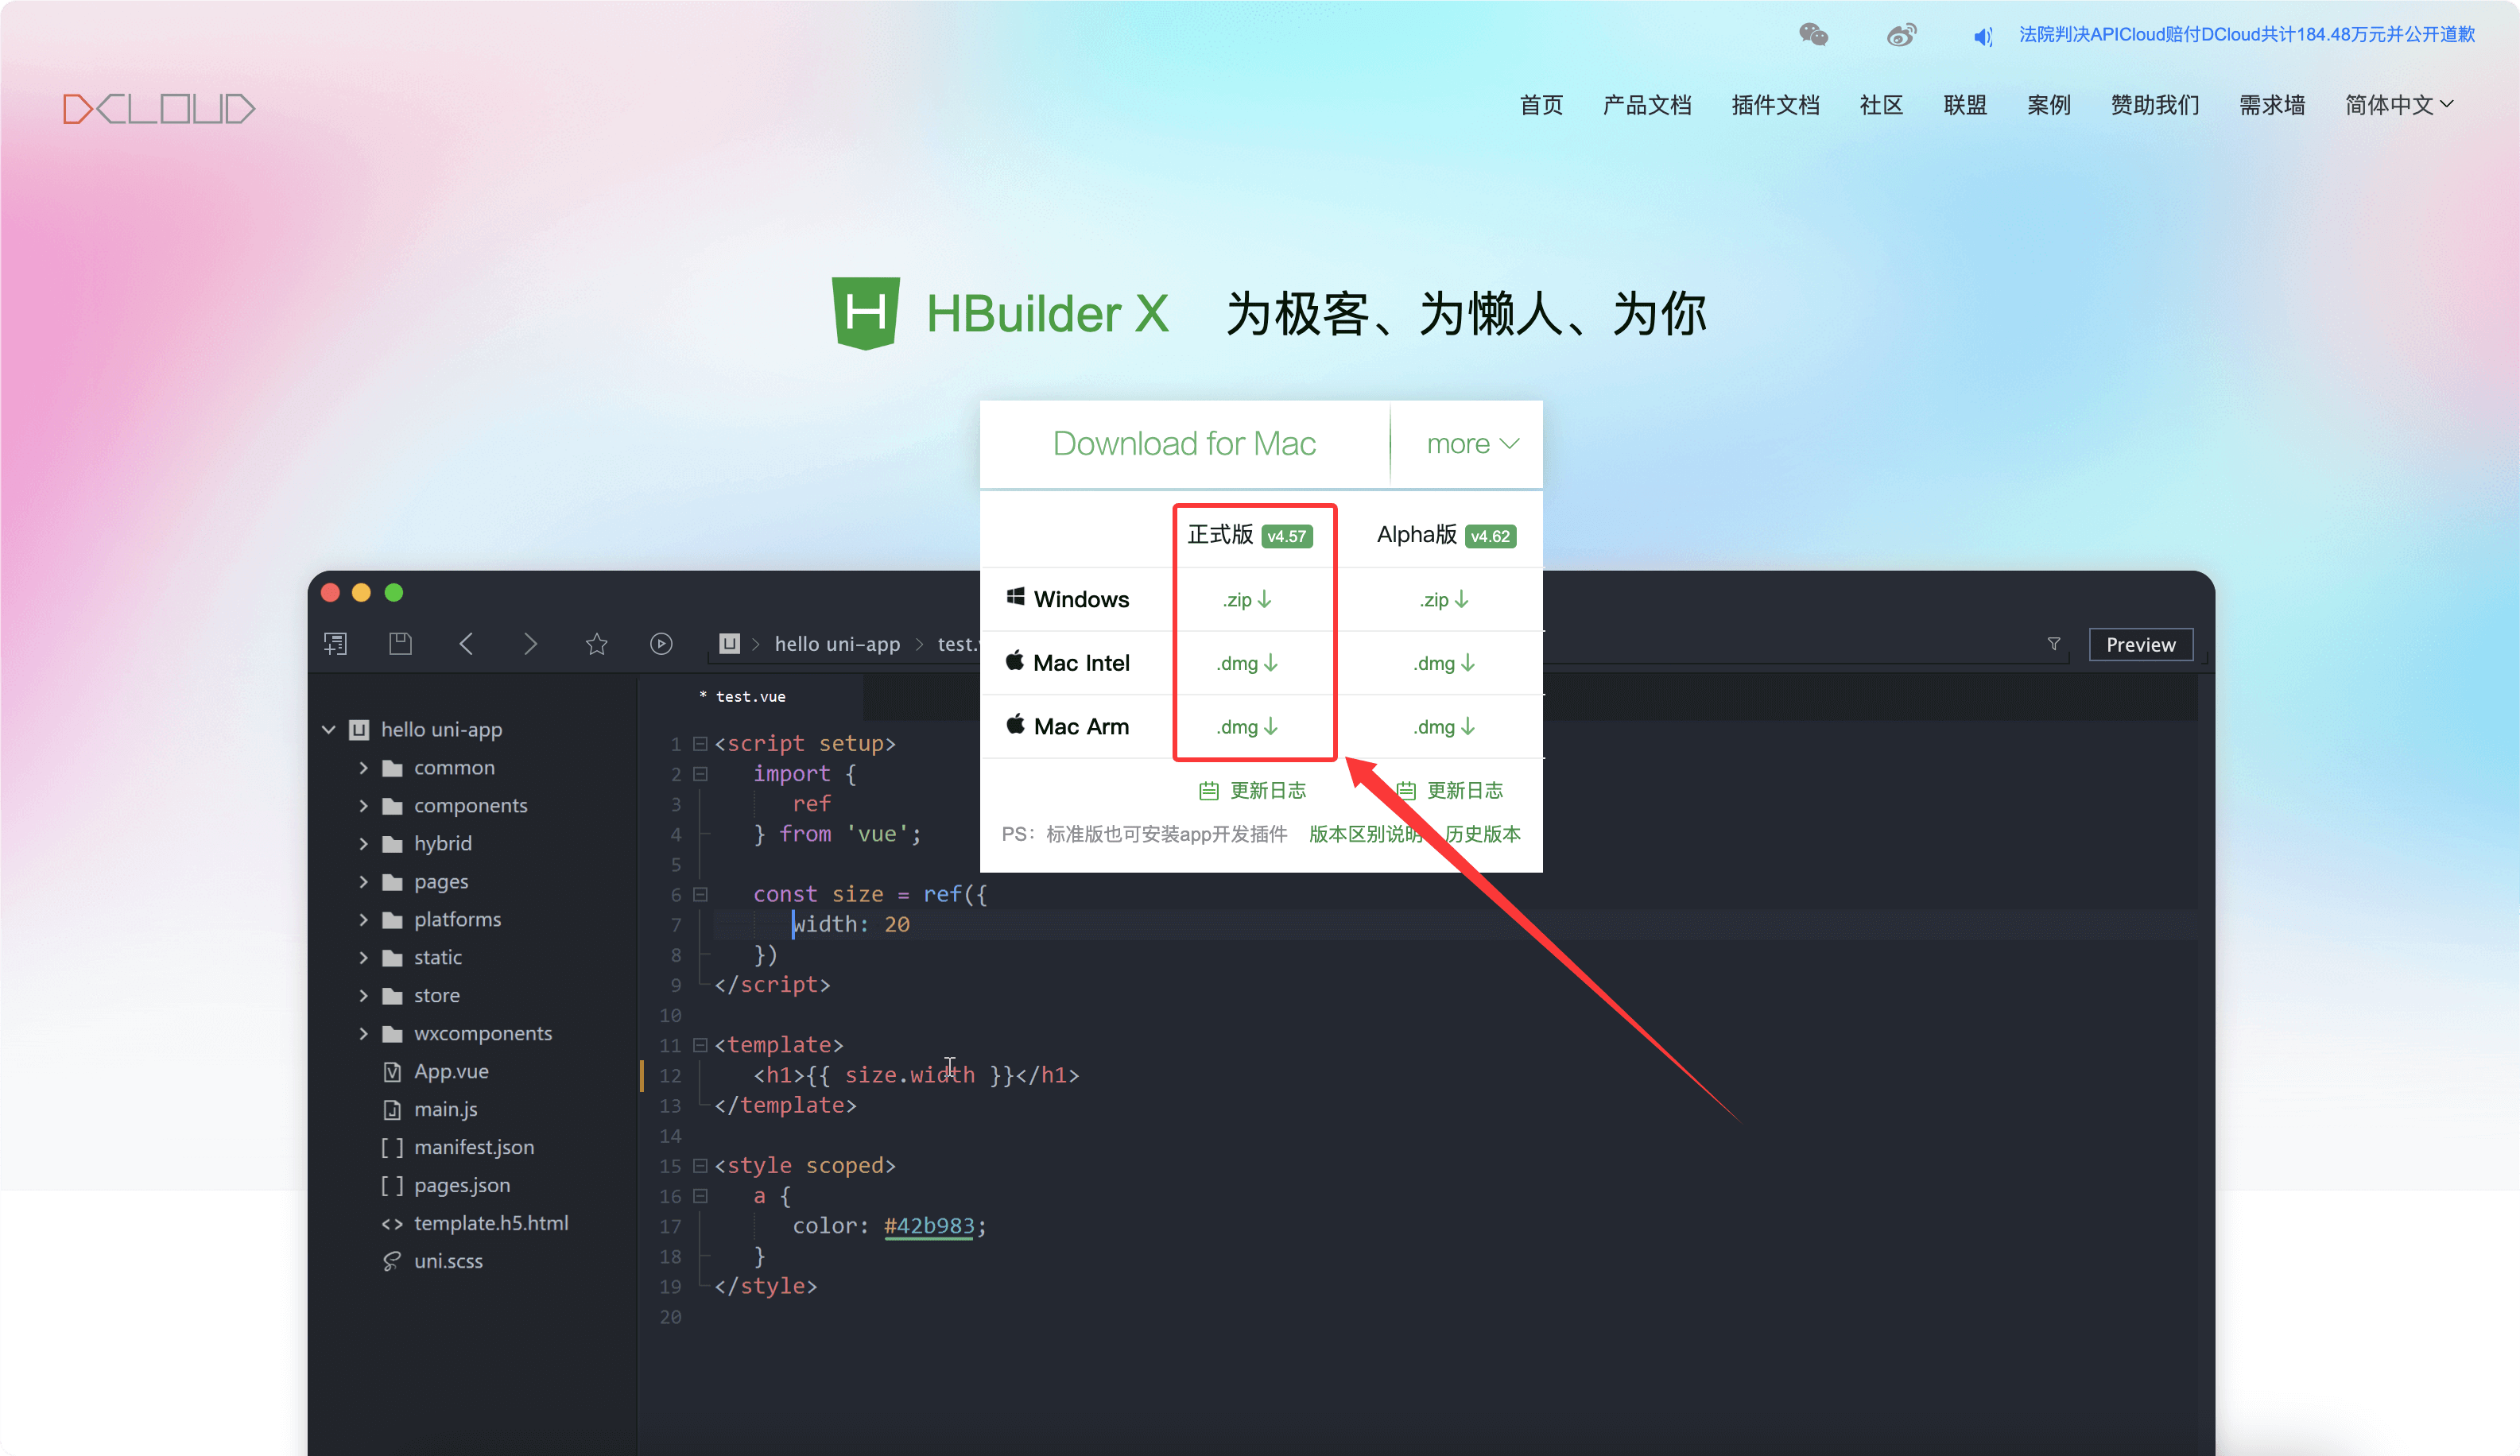 法院判决APICloud赔付DCloud共计184.48万元并公开道歉
DCLOUD
首页 产品文档 插件文档 社区 联盟 案例 赞助我们 需求墙 简体中文
H HBuilder X 为极客、为懒人、为你
Download for Mac more
正式版 v4.57 Alpha版 v4.62
Windows .zip .zip
Mac Intel .dmg .dmg
Mac Arm .dmg .dmg
更新日志 更新日志
PS：标准版也可安装app开发插件 版本区别说明 历史版本
U > hello uni-app > test.
Preview
* test.vue
U hello uni-app
common
components
hybrid
pages
platforms
static
store
wxcomponents
App.vue
main.js
[ ] manifest.json
[ ] pages.json
<> template.h5.html
uni.scss
1 <script setup>
2 import {
3 ref
4 } from 'vue';
5
6 const size = ref({
7 width: 20
8 })
9 </script>
10
11 <template>
12 <h1>{{ size.width }}</h1>
13 </template>
14
15 <style scoped>
16 a {
17 color: #42b983;
18 }
19 </style>
20